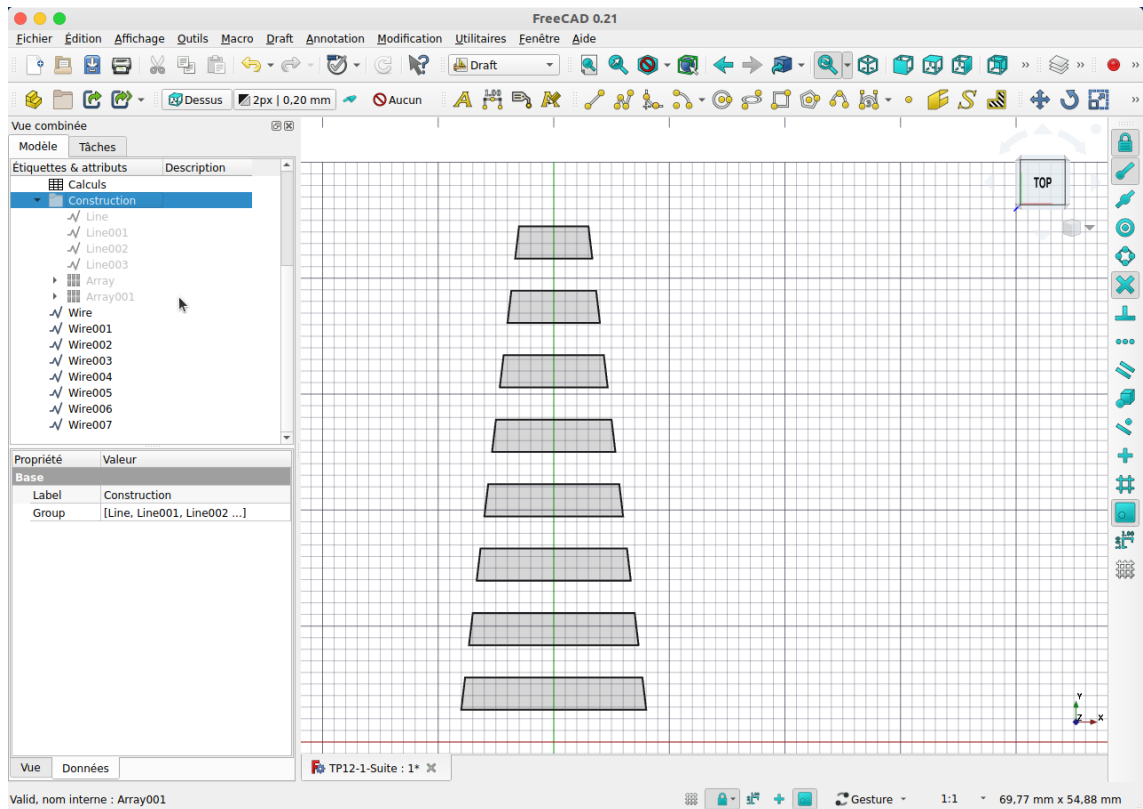 FreeCAD 0.21
Fichier Édition Affichage Outils Macro Draft Annotation Modification Utilitaires Fenêtre Aide
Draft
Dessus 2px | 0,20 mm Aucun
Vue combinée
Modèle Tâches
Étiquettes & attributs Description
Calculs
Construction
Line
Line001
Line002
Line003
Array
Array001
Wire
Wire001
Wire002
Wire003
Wire004
Wire005
Wire006
Wire007
TOP
Propriété Valeur
Base
Label Construction
Group [Line, Line001, Line002 ...]
Y
Z X
Vue Données
TP12-1-Suite : 1*
Valid, nom interne : Array001
Gesture 1:1 69,77 mm x 54,88 mm